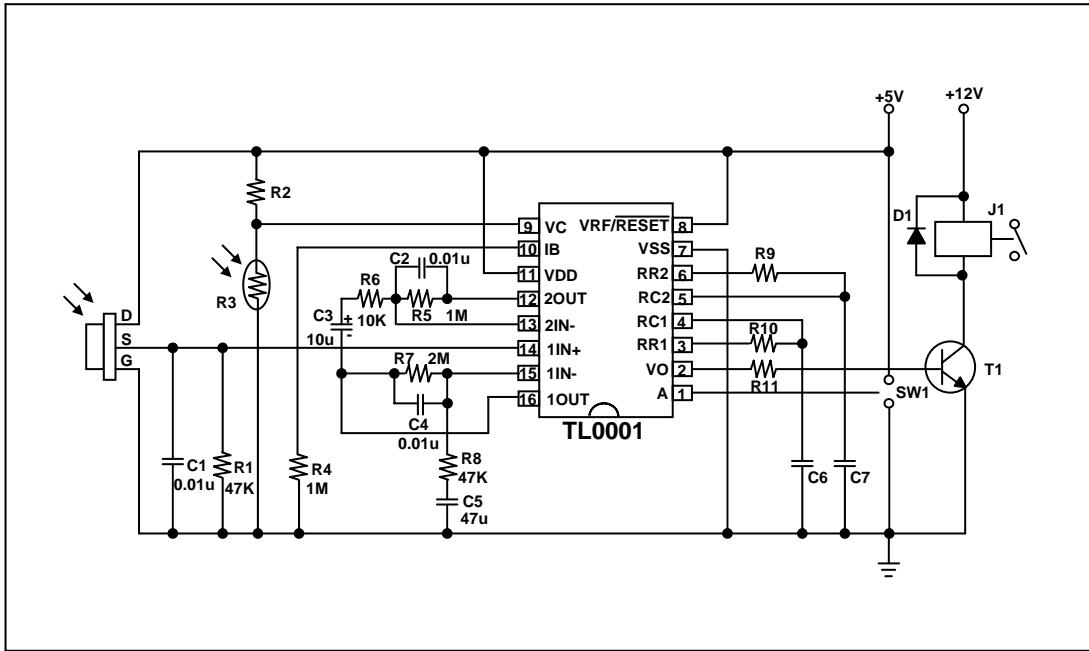 +5V
+12V
R2
D1
J1
9
VC
VRF/RESET
8
10
IB
VSS
7
R9
C2
0.01u
11
VDD
RR2
6
R6
R3
12
2OUT
RC2
5
C3
+
10K
R5
1M
D
10u
-
13
2IN-
RC1
4
R10
S
R7
2M
14
1IN+
RR1
3
G
15
1IN-
VO
2
T1
R11
16
1OUT
A
1
SW1
C4
0.01u
TL0001
C1
0.01u
R1
47K
R4
1M
R8
47K
C6
C7
C5
47u